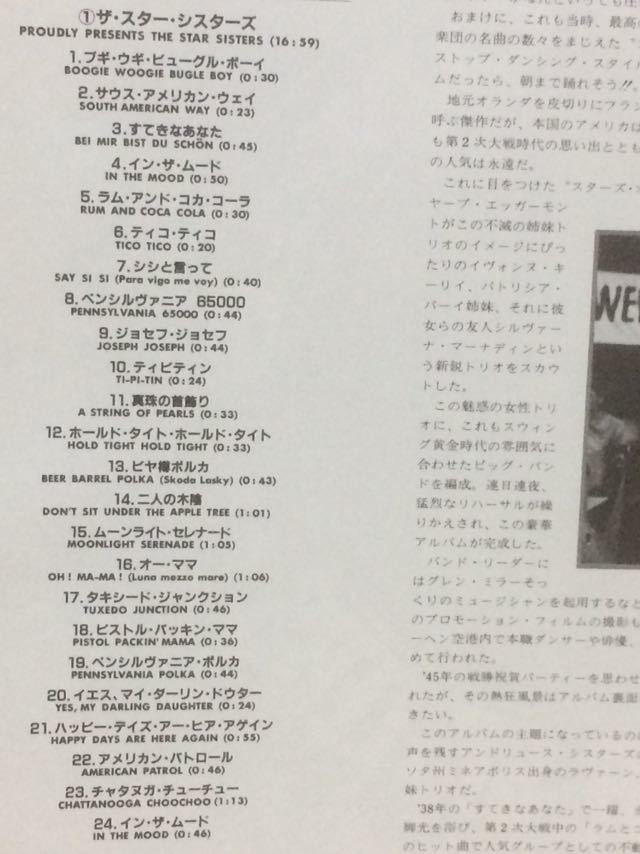 ①ザ・スター・シスターズ
PROUDLY PRESENTS THE STAR SISTERS (16:59)
1. ブギ・ウギ・ビューグル・ボーイ
BOOGIE WOOGIE BUGLE BOY (0:30)
2. サウス・アメリカン・ウェイ
SOUTH AMERICAN WAY (0:23)
3. すてきなあなた
BEI MIR BIST DU SCHÖN (0:45)
4. イン・ザ・ムード
IN THE MOOD (0:50)
5. ラム・アンド・コカ・コーラ
RUM AND COCA COLA (0:30)
6. ティコ・ティコ
TICO TICO (0:20)
7. シシと言って
SAY SI SI (Para vigo me voy) (0:40)
8. ペンシルヴァニア 65000
PENNSYLVANIA 65000 (0:44)
9. ジョセフ・ジョセフ
JOSEPH JOSEPH (0:44)
10. ティピティン
TI-PI-TIN (0:24)
11. 真珠の首飾り
A STRING OF PEARLS (0:33)
12. ホールド・タイト・ホールド・タイト
HOLD TIGHT HOLD TIGHT (0:33)
13. ビヤ樽ポルカ
BEER BARREL POLKA (Skoda Lasky) (0:43)
14. 二人の木陰
DON'T SIT UNDER THE APPLE TREE (1:01)
15. ムーンライト・セレナード
MOONLIGHT SERENADE (1:05)
16. オー・ママ
OH! MA-MA! (Luna mezzo mare) (1:06)
17. タキシード・ジャンクション
TUXEDO JUNCTION (0:46)
18. ピストル・パッキン・ママ
PISTOL PACKIN' MAMA (0:36)
19. ペンシルヴァニア・ポルカ
PENNSYLVANIA POLKA (0:44)
20. イエス、マイ・ダーリン・ドウター
YES, MY DARLING DAUGHTER (0:24)
21. ハッピー・デイズ・アー・ヒア・アゲイン
HAPPY DAYS ARE HERE AGAIN (0:55)
22. アメリカン・パトロール
AMERICAN PATROL (0:46)
23. チャタヌガ・チューチュー
CHATTANOOGA CHOOCHOO (1:13)
24. イン・ザ・ムード
IN THE MOOD (0:46)
おまけに、これも当時、最高の
楽団の名曲の数々をまじえた“
ストップ・ダンシング・スタイル
ムだったら、朝まで踊れそう!!。
地元オランダを皮切りにフラン
呼ぶ傑作だが、本国のアメリカは
も第2次大戦時代の思い出ととも
の人気は永遠だ。
これに目をつけた“スターズ・
ヤープ・エッガーモン
トがこの不滅の姉妹ト
リオのイメージにぴっ
たりのイヴォンヌ・キ
ーリイ、パトリシア・
パーイ姉妹、それに彼
女らの友人シルヴァー
ナ・マーナディンとい
う新鋭トリオをスカウ
トした。
この魅惑の女性トリ
オに、これもスウィン
グ黄金時代の雰囲気に
合わせたビッグ・バン
ドを編成。連日連夜、
猛烈なリハーサルが繰
りかえされ、この豪華
アルバムが完成した。
バンド・リーダーに
はグレン・ミラーそっ
くりのミュージシャンを起用するなど
のプロモーション・フィルムの撮影も
ーヘン空港内で本職ダンサーや俳優、
めて行われた。
'45年の戦勝祝賀パーティーを思わせ
れたが、その熱狂風景はアルバム裏面
きたい。
このアルバムの主題になっているの
声を残すアンドリュース・シスターズ
ソタ州ミネアポリス出身のラヴァーン、
妹トリオだ。
'38年の「すてきなあなた」で一躍、
脚光を浴び、第2次大戦中の「ラムと
のヒット曲で人気グループとしての不動